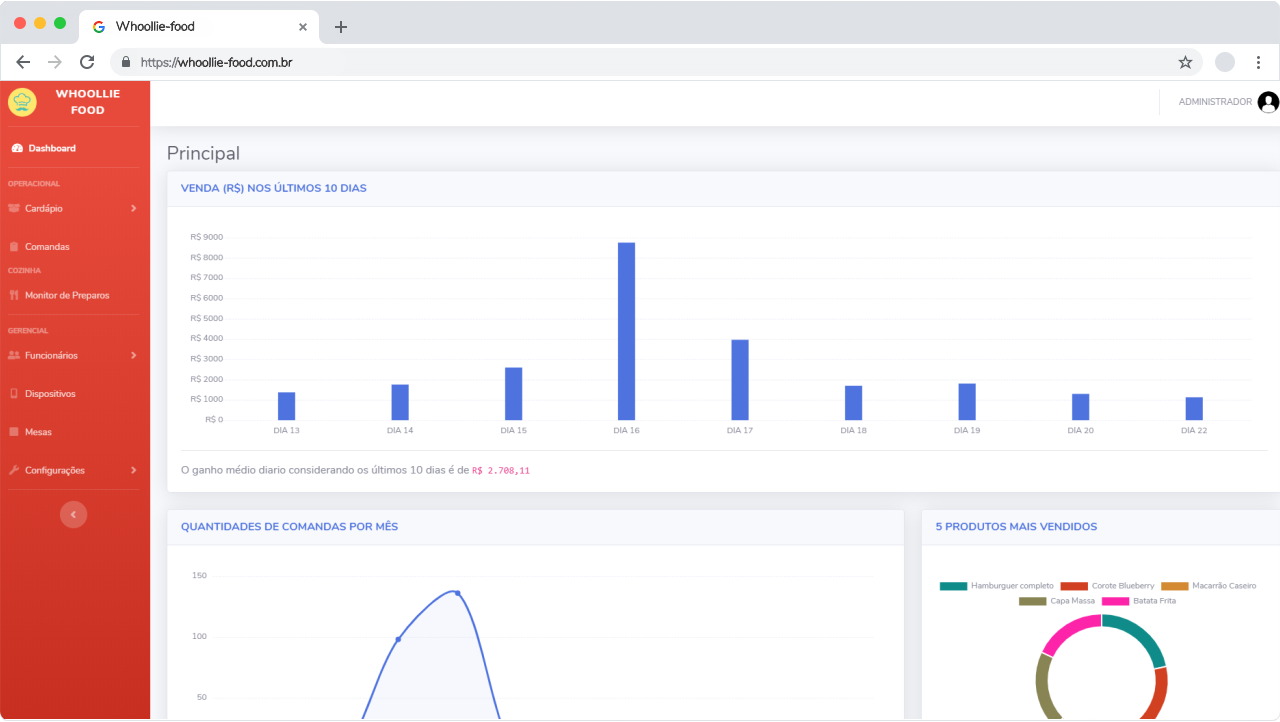 Whoollie-food
https://whoollie-food.com.br
WHOOLLIE
FOOD
ADMINISTRADOR
Dashboard
OPERACIONAL
Cardápio
Comandas
COZINHA
Monitor de Preparos
GERENCIAL
Funcionários
Dispositivos
Mesas
Configurações
Principal
VENDA (R$) NOS ÚLTIMOS 10 DIAS
R$ 9000
R$ 8000
R$ 7000
R$ 6000
R$ 5000
R$ 4000
R$ 3000
R$ 2000
R$ 1000
R$ 0
DIA 13 DIA 14 DIA 15 DIA 16 DIA 17 DIA 18 DIA 19 DIA 20 DIA 22
O ganho médio diario considerando os últimos 10 dias é de R$ 2.708,11
QUANTIDADES DE COMANDAS POR MÊS
150
100
50
5 PRODUTOS MAIS VENDIDOS
Hamburguer completo Corote Blueberry Macarrão Caseiro
Capa Massa Batata Frita